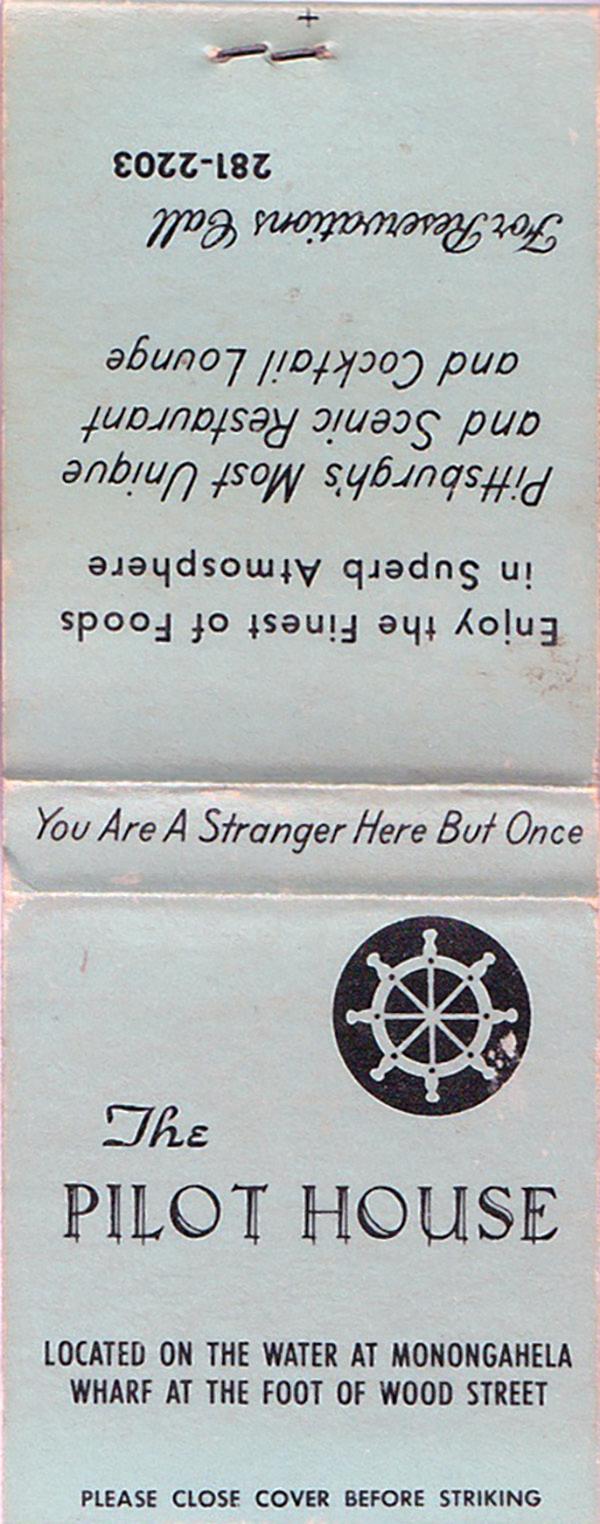 The
PILOT HOUSE
LOCATED ON THE WATER AT MONONGAHELA
WHARF AT THE FOOT OF WOOD STREET
PLEASE CLOSE COVER BEFORE STRIKING
You Are A Stranger Here But Once
Enjoy the Finest of Foods
in Superb Atmosphere
Pittsburgh's Most Unique
and Scenic Restaurant
and Cocktail Lounge
For Reservations Call
281-2203